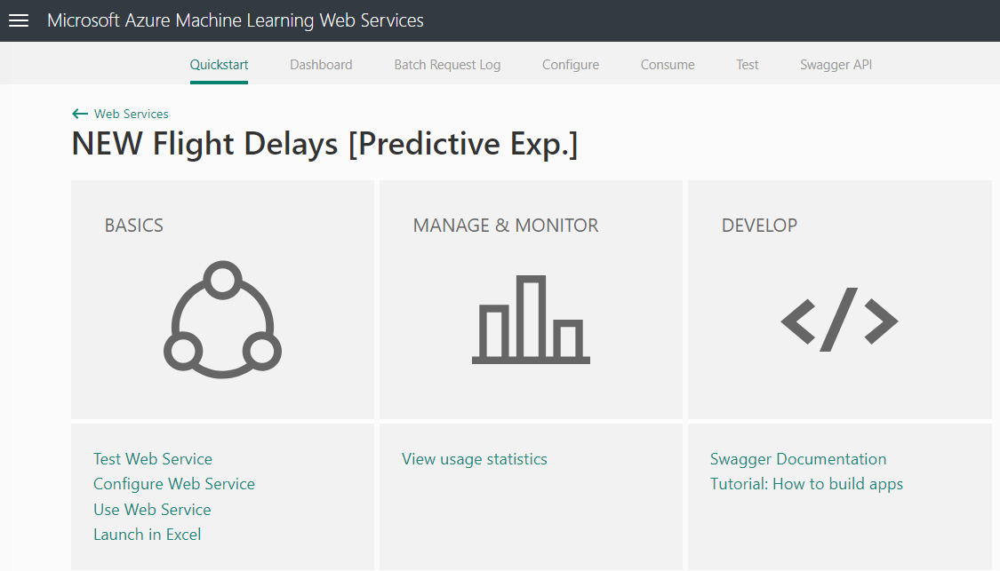 Microsoft Azure Machine Learning Web Services
Quickstart Dashboard Batch Request Log Configure Consume Test Swagger API
Web Services
NEW Flight Delays [Predictive Exp.]
BASICS
MANAGE & MONITOR
DEVELOP
Test Web Service
Configure Web Service
Use Web Service
Launch in Excel
View usage statistics
Swagger Documentation
Tutorial: How to build apps